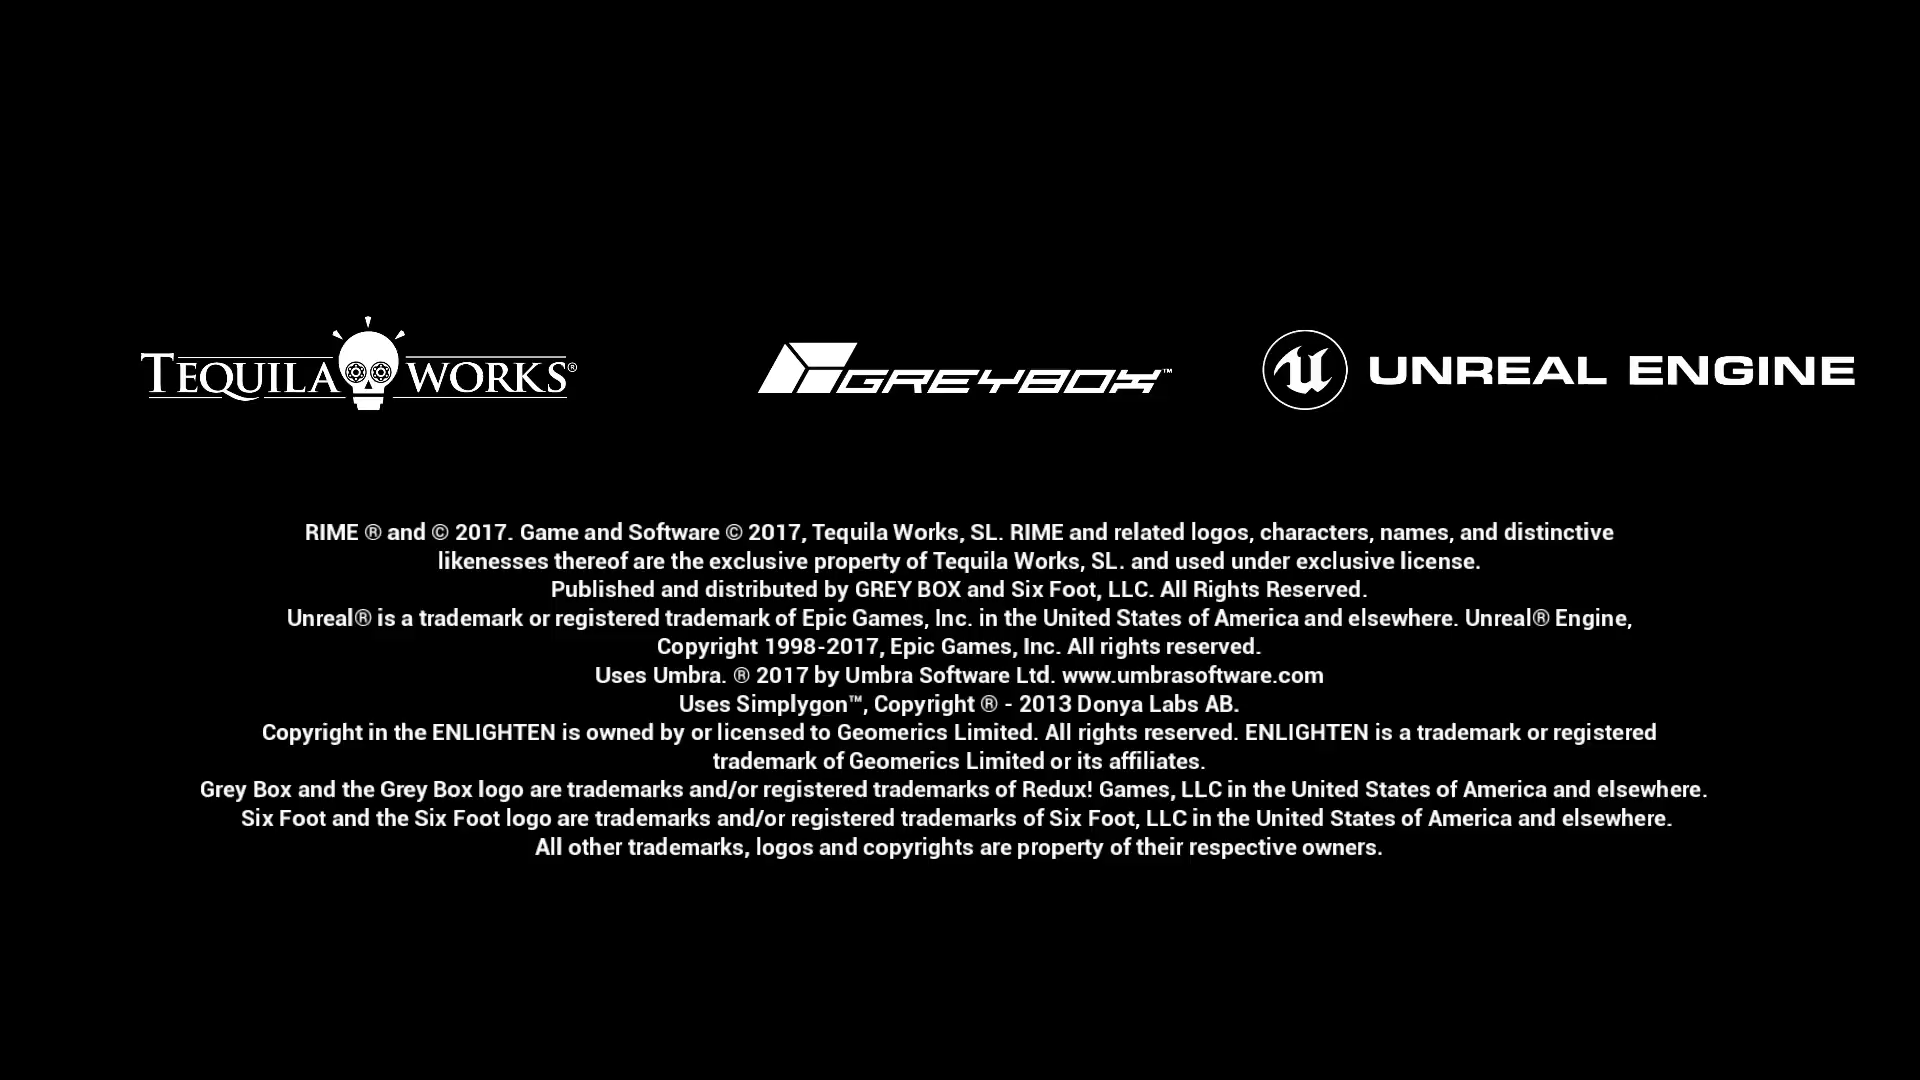 TEQUILA WORKS®
GREYBOX™
UNREAL ENGINE
RIME ® and © 2017. Game and Software © 2017, Tequila Works, SL. RIME and related logos, characters, names, and distinctive
likenesses thereof are the exclusive property of Tequila Works, SL. and used under exclusive license.
Published and distributed by GREY BOX and Six Foot, LLC. All Rights Reserved.
Unreal® is a trademark or registered trademark of Epic Games, Inc. in the United States of America and elsewhere. Unreal® Engine,
Copyright 1998-2017, Epic Games, Inc. All rights reserved.
Uses Umbra. ® 2017 by Umbra Software Ltd. www.umbrasoftware.com
Uses Simplygon™, Copyright ® - 2013 Donya Labs AB.
Copyright in the ENLIGHTEN is owned by or licensed to Geomerics Limited. All rights reserved. ENLIGHTEN is a trademark or registered
trademark of Geomerics Limited or its affiliates.
Grey Box and the Grey Box logo are trademarks and/or registered trademarks of Redux! Games, LLC in the United States of America and elsewhere.
Six Foot and the Six Foot logo are trademarks and/or registered trademarks of Six Foot, LLC in the United States of America and elsewhere.
All other trademarks, logos and copyrights are property of their respective owners.